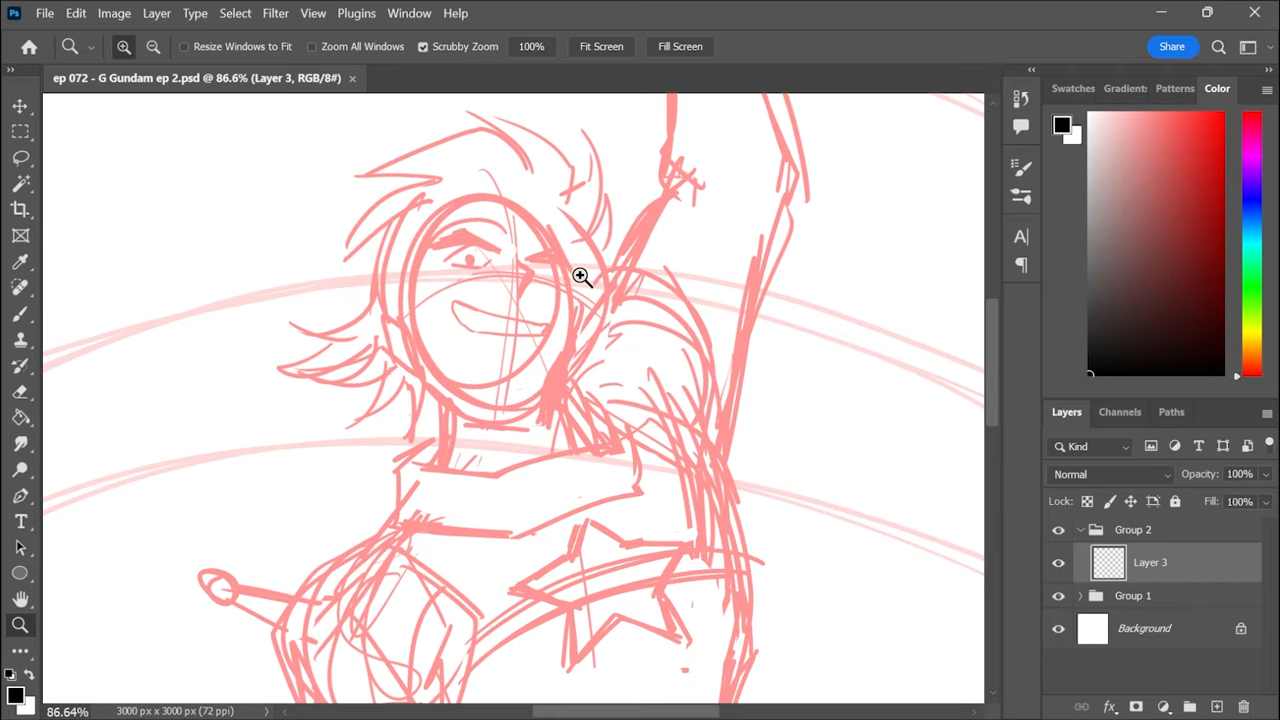 Ps File Edit Image Layer Type Select Filter View Plugins Window Help
Resize Windows to Fit Zoom All Windows Scrubby Zoom 100% Fit Screen Fill Screen Share
ep 072 - G Gundam ep 2.psd @ 86.6% (Layer 3, RGB/8#)
Swatches Gradients Patterns Color
Layers Channels Paths
Kind
Normal Opacity: 100%
Lock: Fill: 100%
Group 2
Layer 3
Group 1
Background
86.64% 3000 px x 3000 px (72 ppi)